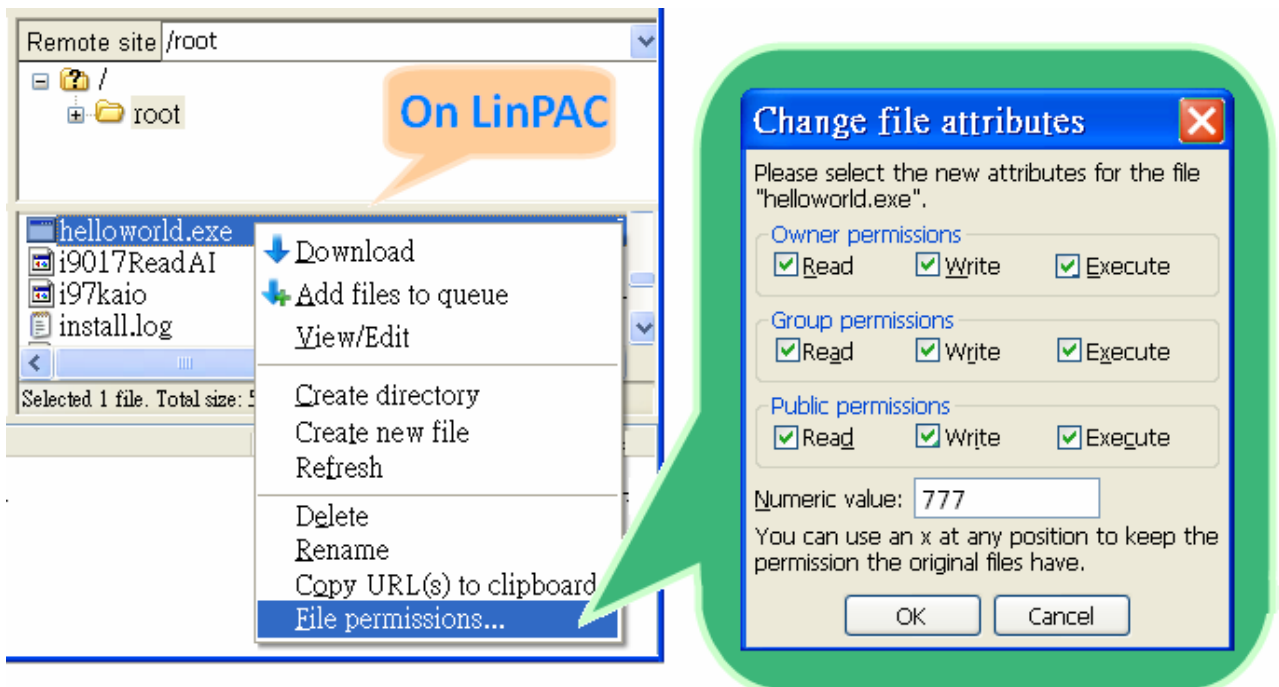 Remote site /root
/
root
On LinPAC
helloworld.exe
i9017ReadAI
i97kaio
install.log
Selected 1 file. Total size:
Download
Add files to queue
View/Edit
Create directory
Create new file
Refresh
Delete
Rename
Copy URL(s) to clipboard
File permissions...
Change file attributes
Please select the new attributes for the file
"helloworld.exe".
Owner permissions
Read Write Execute
Group permissions
Read Write Execute
Public permissions
Read Write Execute
Numeric value: 777
You can use an x at any position to keep the
permission the original files have.
OK Cancel